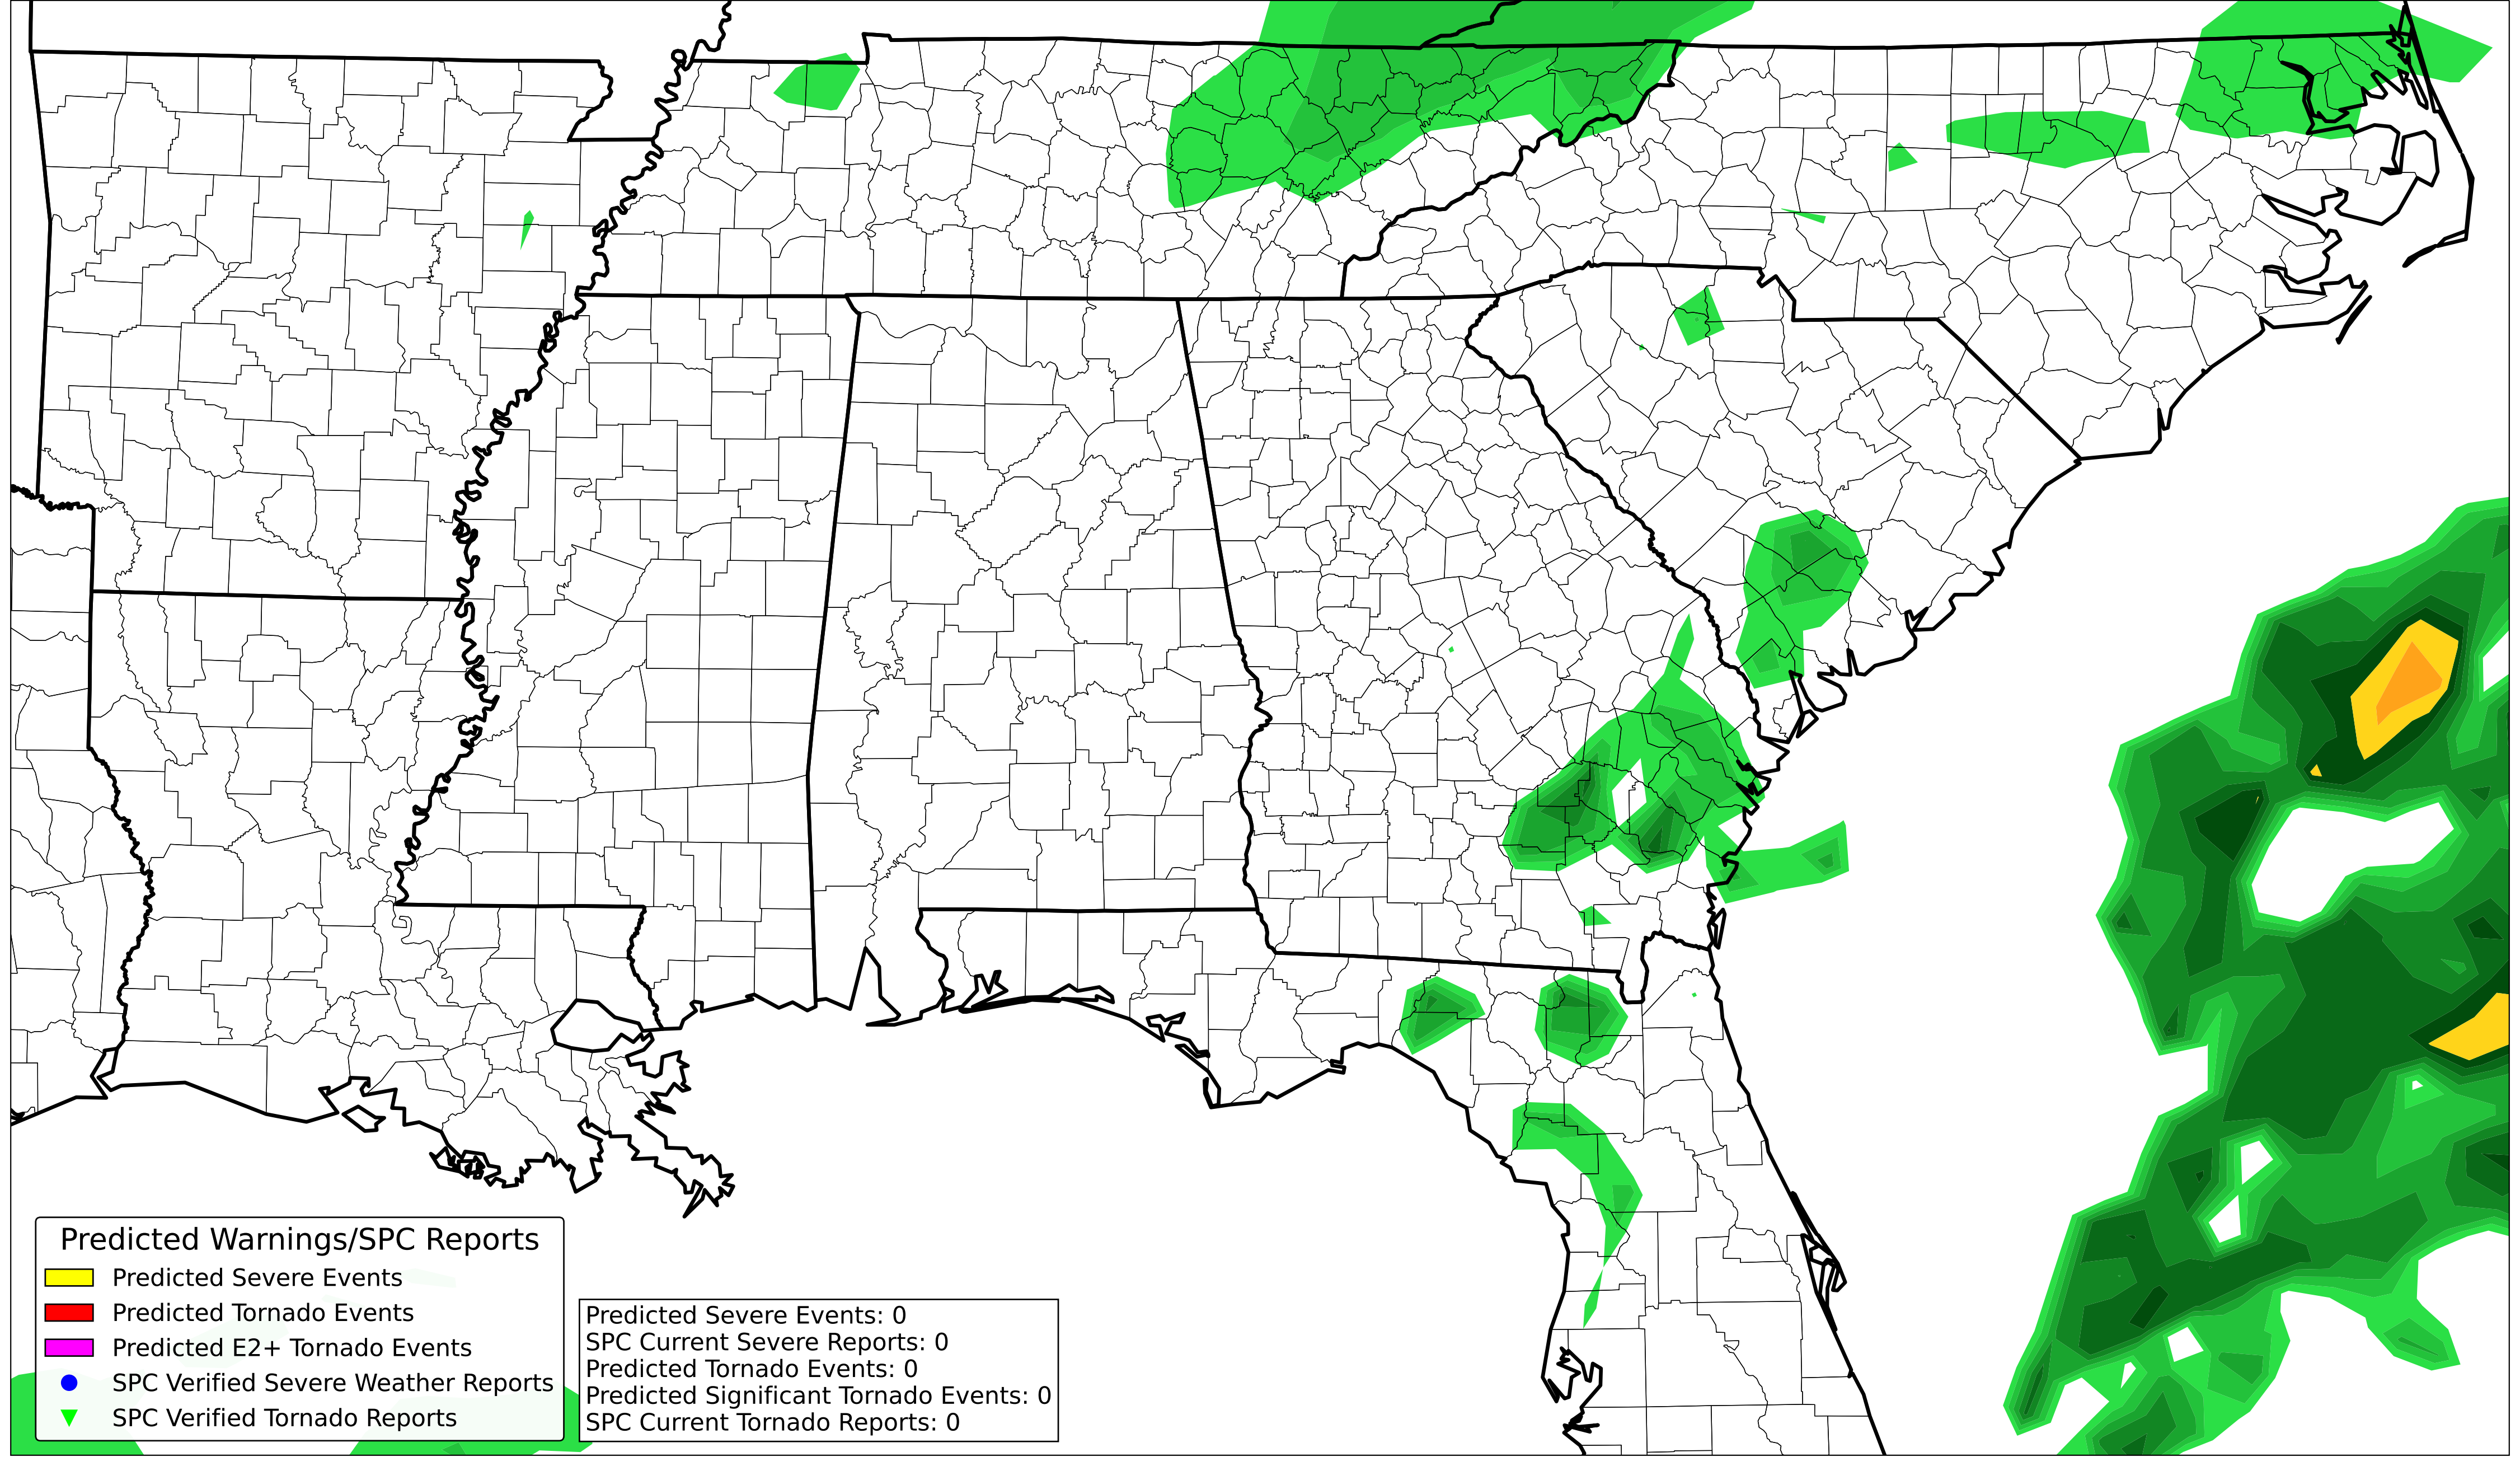 Predicted Warnings/SPC Reports
Predicted Severe Events
Predicted Tornado Events
Predicted E2+ Tornado Events
SPC Verified Severe Weather Reports
SPC Verified Tornado Reports
Predicted Severe Events: 0
SPC Current Severe Reports: 0
Predicted Tornado Events: 0
Predicted Significant Tornado Events: 0
SPC Current Tornado Reports: 0